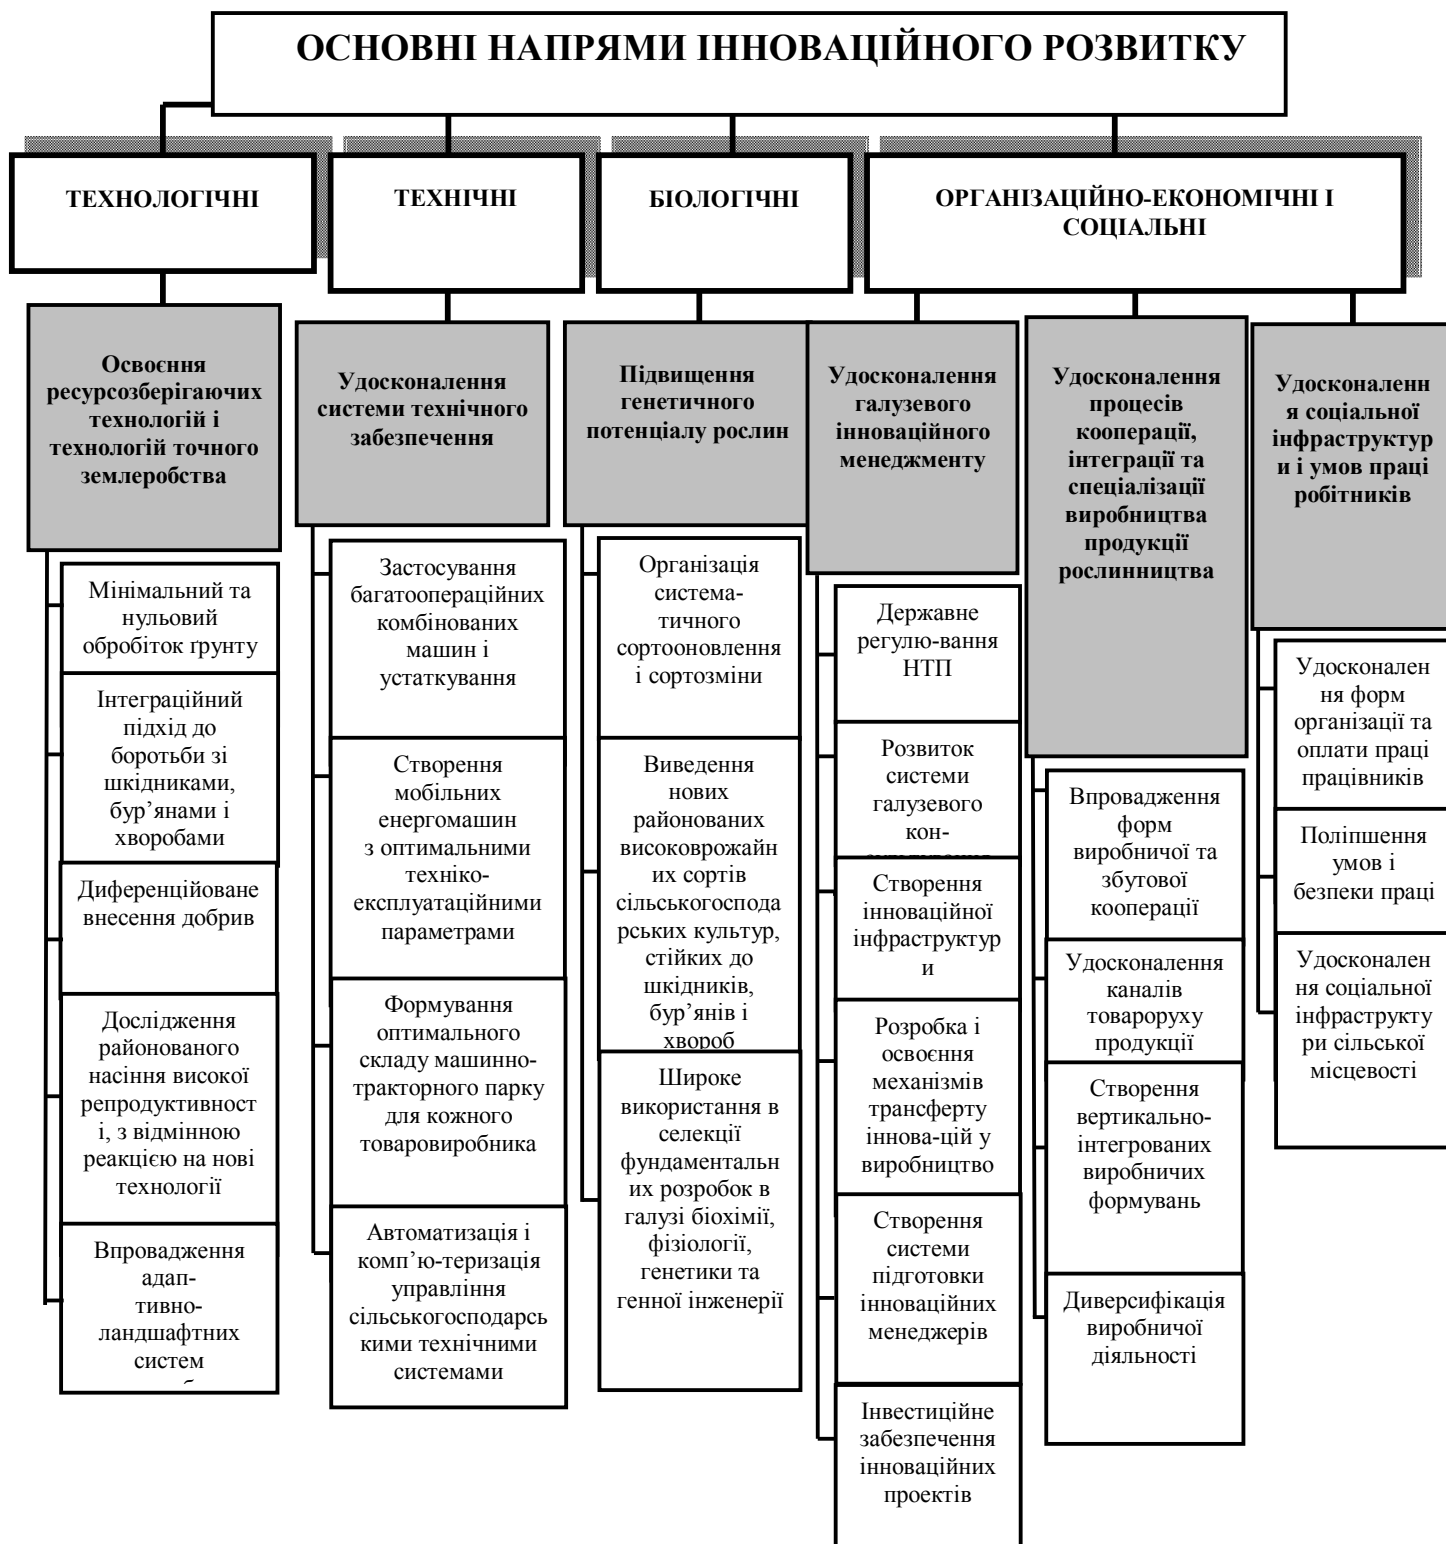 ОСНОВНІ НАПРЯМИ ІННОВАЦІЙНОГО РОЗВИТКУ
ТЕХНОЛОГІЧНІ
ТЕХНІЧНІ
БІОЛОГІЧНІ
ОРГАНІЗАЦІЙНО-ЕКОНОМІЧНІ І
СОЦІАЛЬНІ
Освоєння
ресурсозберігаючих
технологій і
технологій точного
землеробства
Мінімальний та
нульовий
обробіток ґрунту
Інтеграційний
підхід до
боротьби зі
шкідниками,
бур’янами і
хворобами
Диференційоване
внесення добрив
Дослідження
районованого
насіння високої
репродуктивност
і, з відмінною
реакцією на нові
технології
Впровадження
адап-
тивно-
ландшафтних
систем
Удосконалення
системи технічного
забезпечення
Застосування
багатоопераційних
комбінованих
машин і
устаткування
Створення
мобільних
енергомашин
з оптимальними
техніко-
експлуатаційними
параметрами
Формування
оптимального
складу машинно-
тракторного парку
для кожного
товаровиробника
Автоматизація і
комп’ю-теризація
управління
сільськогосподарсь
кими технічними
системами
Підвищення
генетичного
потенціалу рослин
Організація
система-
тичного
сортооновлення
і сортозміни
Виведення
нових
районованих
високоврожайн
их сортів
сільськогоспода
рських культур,
стійких до
шкідників,
бур’янів і
хвороб
Широке
використання в
селекції
фундаментальн
их розробок в
галузі біохімії,
фізіології,
генетики та
генної інженерії
Удосконалення
галузевого
інноваційного
менеджменту
Державне
регулю-вання
НТП
Розвиток
системи
галузевого
кон-
Створення
інноваційної
інфраструктур
и
Розробка і
освоєння
механізмів
трансферту
іннова-цій у
виробництво
Створення
системи
підготовки
інноваційних
менеджерів
Інвестиційне
забезпечення
інноваційних
проектів
Удосконалення
процесів
кооперації,
інтеграції та
спеціалізації
виробництва
продукції
рослинництва
Впровадження
форм
виробничої та
збутової
кооперації
Удосконалення
каналів
товароруху
продукції
Створення
вертикально-
інтегрованих
виробничих
формувань
Диверсифікація
виробничої
діяльності
Удосконаленн
я соціальної
інфраструктур
и і умов праці
робітників
Удосконален
ня форм
організації та
оплати праці
працівників
Поліпшення
умов і
безпеки праці
Удосконален
ня соціальної
інфраструкту
ри сільської
місцевості